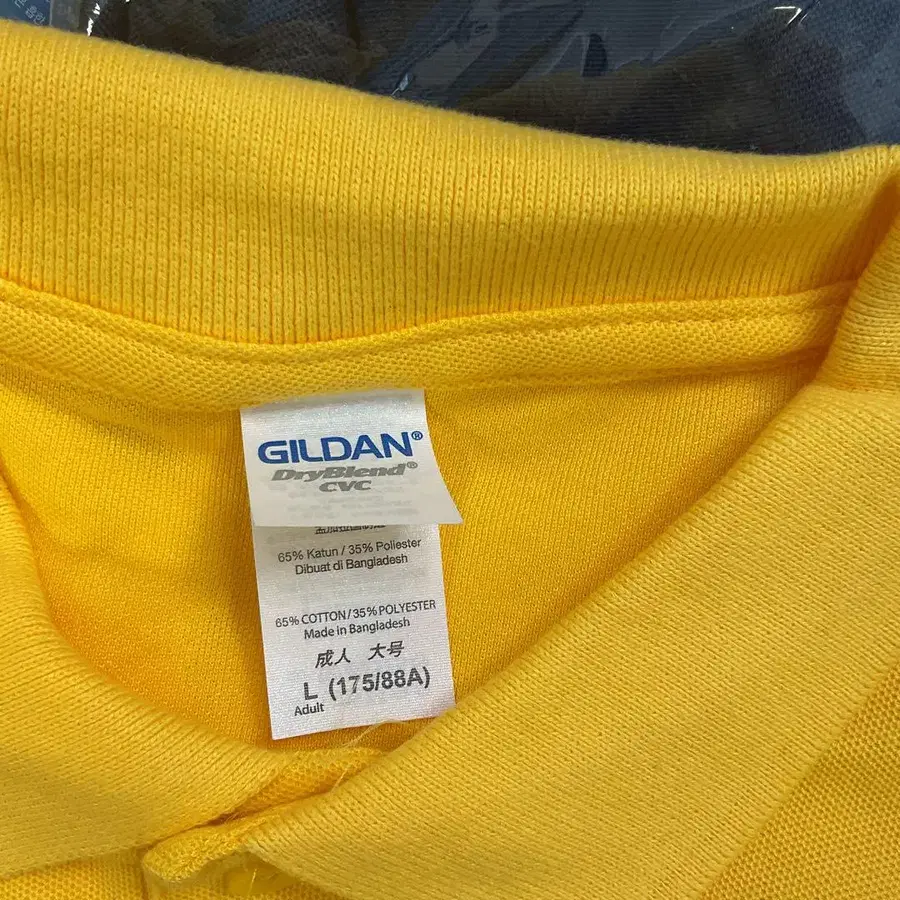 GILDAN®
DryBlend®
CVC
65% Katun / 35% Poliester
Dibuat di Bangladesh
65% COTTON/35% POLYESTER
Made in Bangladesh
成人 大号
L (175/88A)
Adult